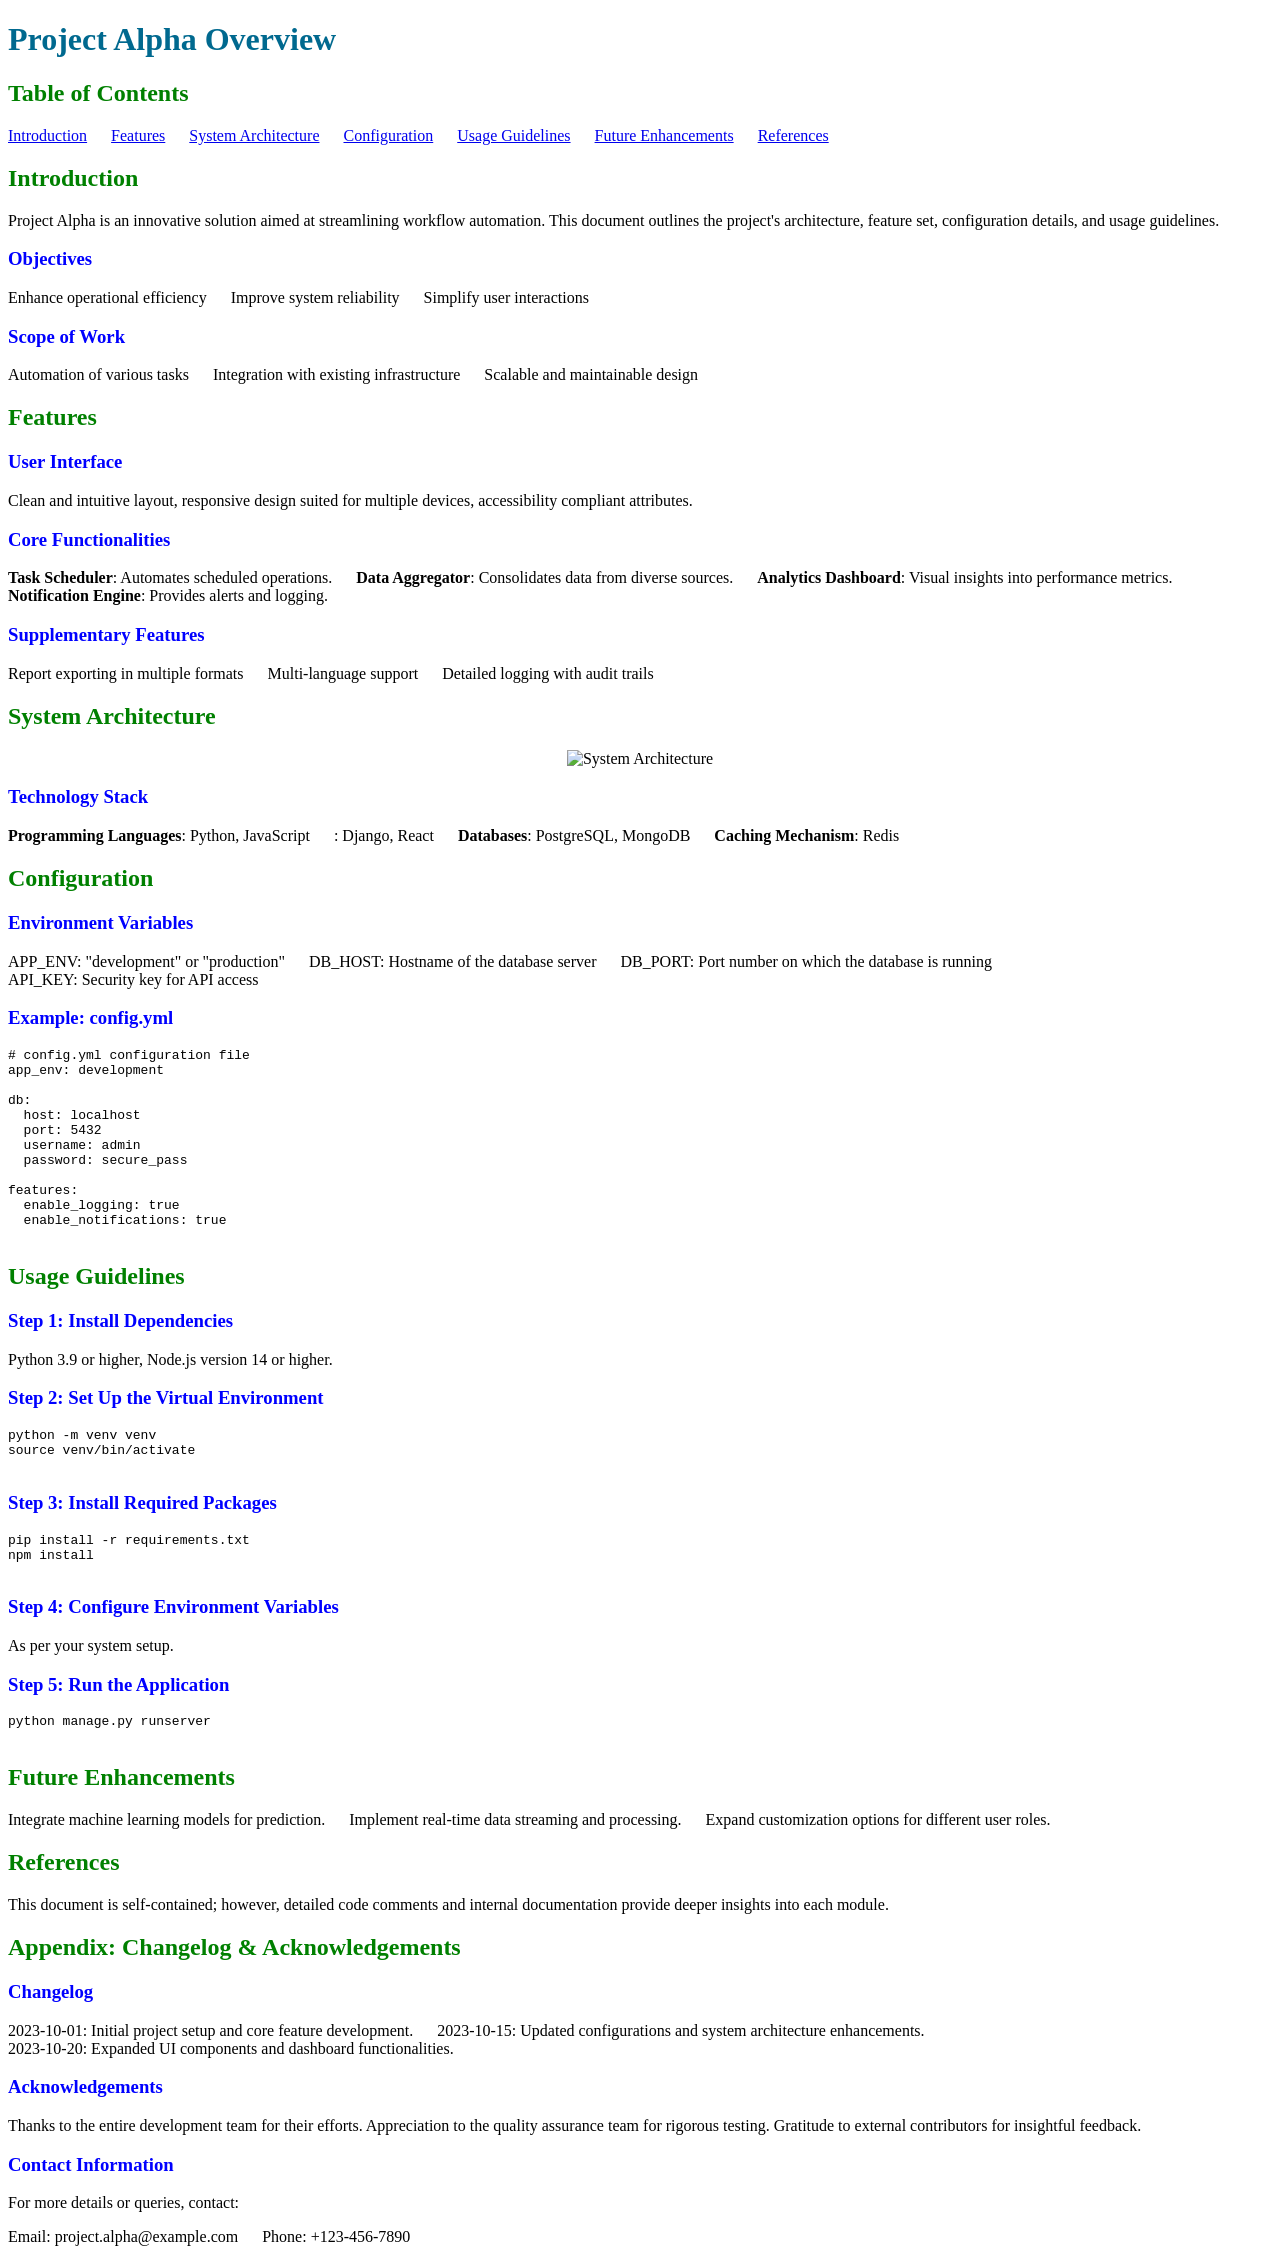 Project Alpha Overview
Table of Contents
Introduction Features System Architecture Configuration Usage Guidelines Future Enhancements References
Introduction
Project Alpha is an innovative solution aimed at streamlining workflow automation. This document outlines the project's architecture, feature set, configuration details, and usage guidelines.
Objectives
Enhance operational efficiency Improve system reliability Simplify user interactions
Scope of Work
Automation of various tasks Integration with existing infrastructure Scalable and maintainable design
Features
User Interface
Clean and intuitive layout, responsive design suited for multiple devices, accessibility compliant attributes.
Core Functionalities
Task Scheduler: Automates scheduled operations. Data Aggregator: Consolidates data from diverse sources. Analytics Dashboard: Visual insights into performance metrics.
Notification Engine: Provides alerts and logging.
Supplementary Features
Report exporting in multiple formats Multi-language support Detailed logging with audit trails
System Architecture
System Architecture
Technology Stack
Programming Languages: Python, JavaScript : Django, React Databases: PostgreSQL, MongoDB Caching Mechanism: Redis
Configuration
Environment Variables
APP_ENV: "development" or "production" DB_HOST: Hostname of the database server DB_PORT: Port number on which the database is running
API_KEY: Security key for API access
Example: config.yml
# config.yml configuration file
app_env: development
db:
  host: localhost
  port: 5432
  username: admin
  password: secure_pass
features:
  enable_logging: true
  enable_notifications: true
Usage Guidelines
Step 1: Install Dependencies
Python 3.9 or higher, Node.js version 14 or higher.
Step 2: Set Up the Virtual Environment
python -m venv venv
source venv/bin/activate
Step 3: Install Required Packages
pip install -r requirements.txt
npm install
Step 4: Configure Environment Variables
As per your system setup.
Step 5: Run the Application
python manage.py runserver
Future Enhancements
Integrate machine learning models for prediction. Implement real-time data streaming and processing. Expand customization options for different user roles.
References
This document is self-contained; however, detailed code comments and internal documentation provide deeper insights into each module.
Appendix: Changelog & Acknowledgements
Changelog
2023-10-01: Initial project setup and core feature development. 2023-10-15: Updated configurations and system architecture enhancements.
2023-10-20: Expanded UI components and dashboard functionalities.
Acknowledgements
Thanks to the entire development team for their efforts. Appreciation to the quality assurance team for rigorous testing. Gratitude to external contributors for insightful feedback.
Contact Information
For more details or queries, contact:
Email: project.alpha@example.com Phone: +123-456-7890